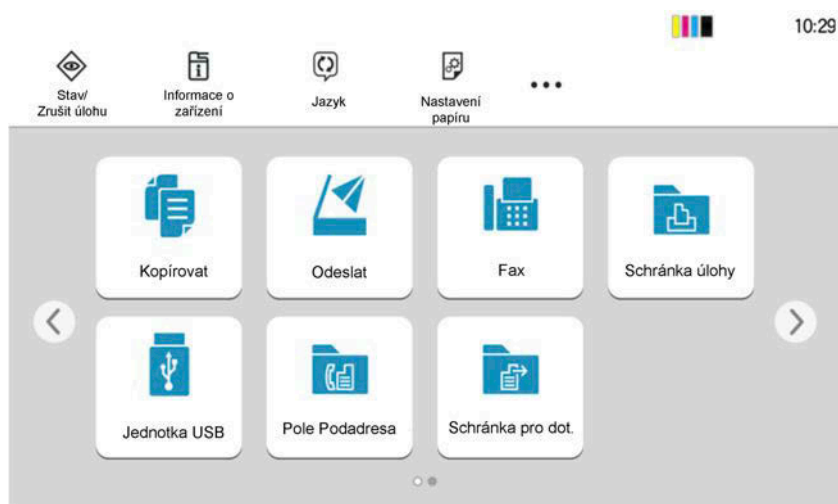 10:29
Stav/
Zrušit úlohu
Informace o
zařízení
Jazyk
Nastavení
papíru
Kopírovat
Odeslat
Fax
Schránka úlohy
Jednotka USB
Pole Podadresa
Schránka pro dot.